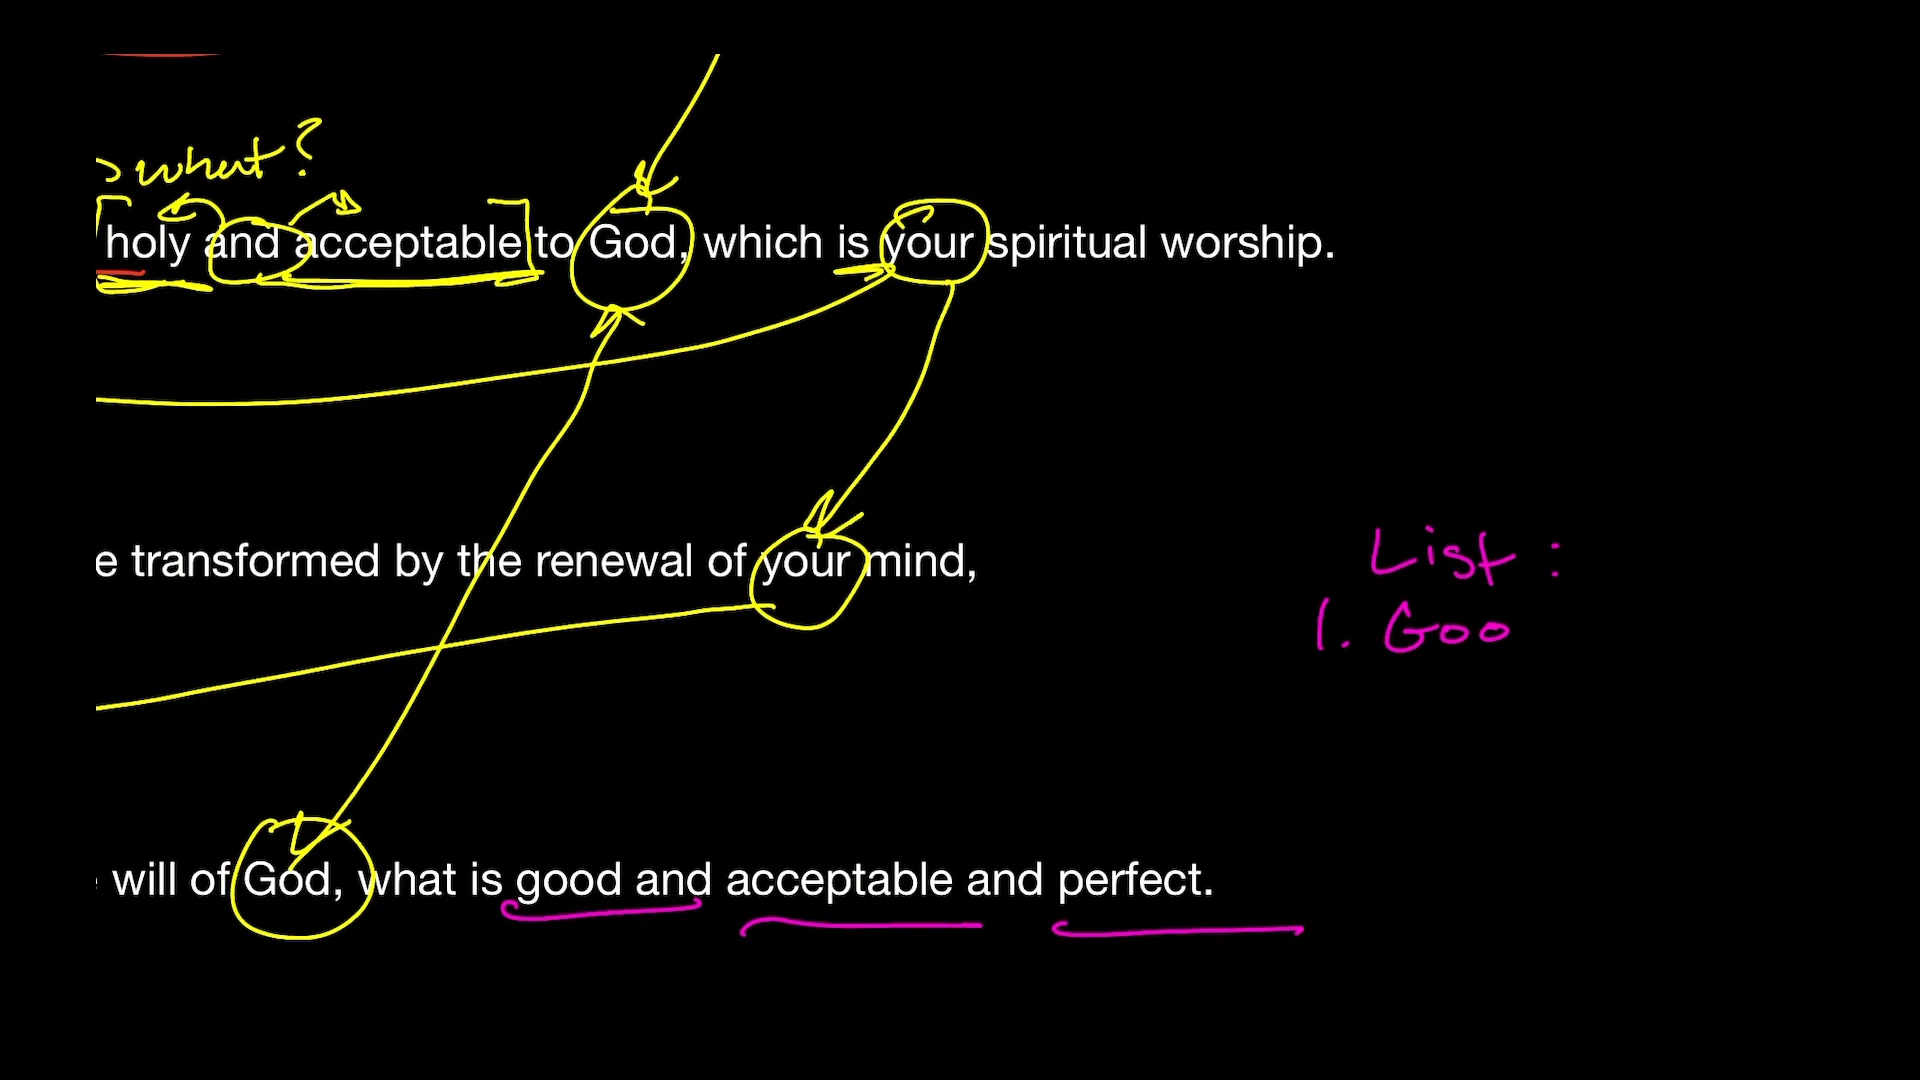 what?
holy and acceptable to God, which is your spiritual worship.
e transformed by the renewal of your mind,
List :
1. Goo
will of God, what is good and acceptable and perfect.